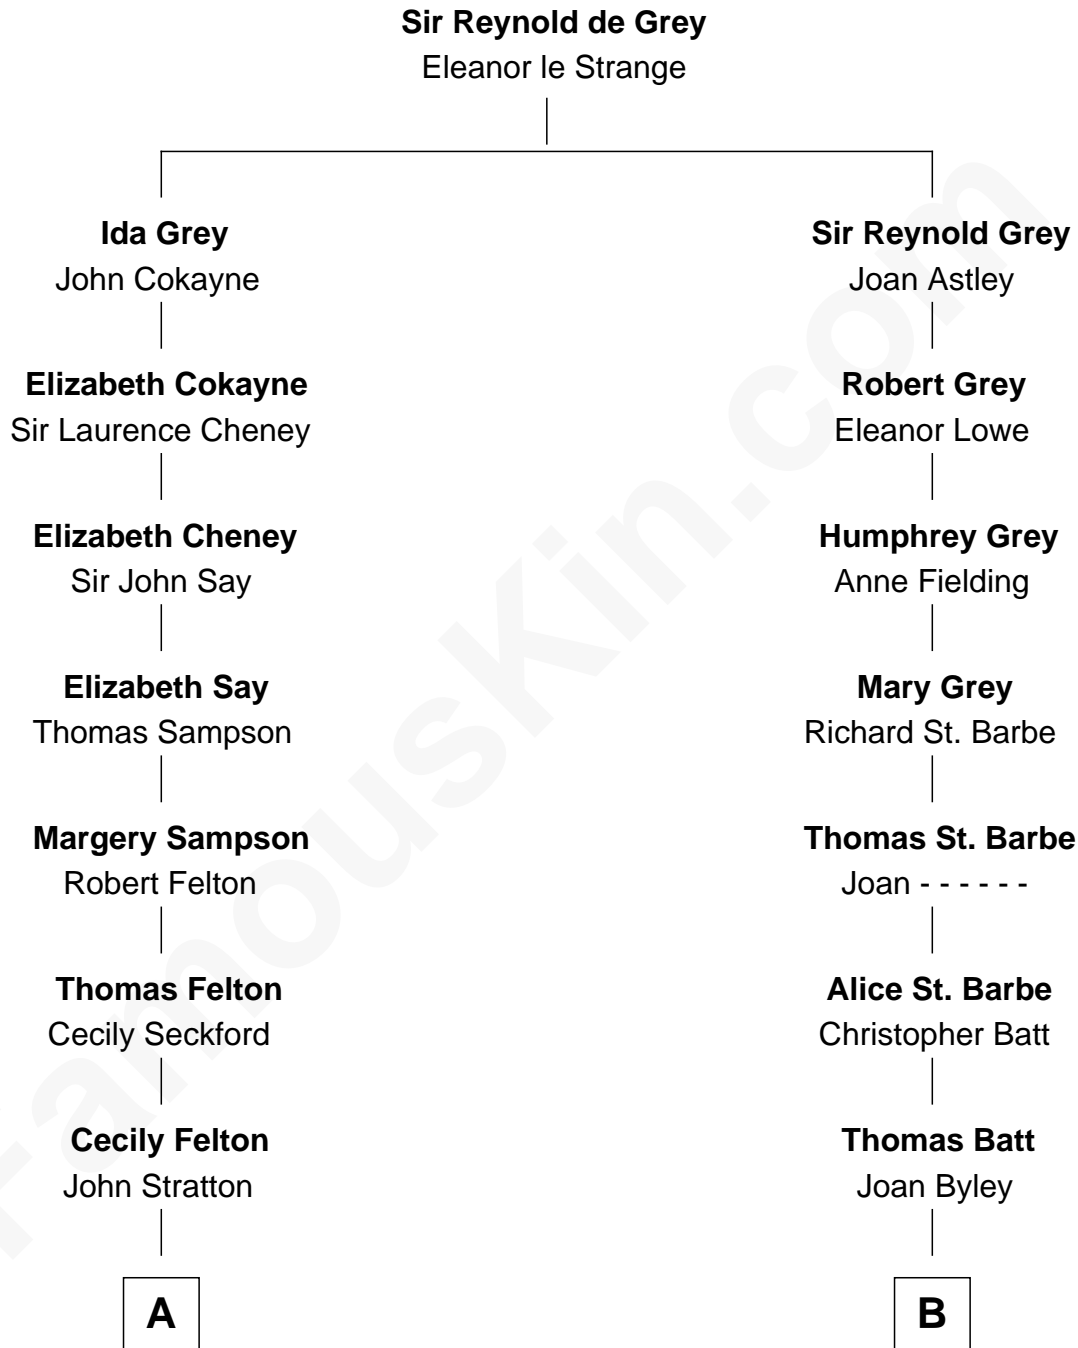 Sir Reynold de Grey
Eleanor le Strange
Ida Grey
John Cokayne
Sir Reynold Grey
Joan Astley
Elizabeth Cokayne
Sir Laurence Cheney
Robert Grey
Eleanor Lowe
Elizabeth Cheney
Sir John Say
Humphrey Grey
Anne Fielding
Elizabeth Say
Thomas Sampson
Mary Grey
Richard St. Barbe
Margery Sampson
Robert Felton
Thomas St. Barbe
Joan - - - - - -
Thomas Felton
Cecily Seckford
Alice St. Barbe
Christopher Batt
Cecily Felton
John Stratton
Thomas Batt
Joan Byley
A
B
FamousKin.com